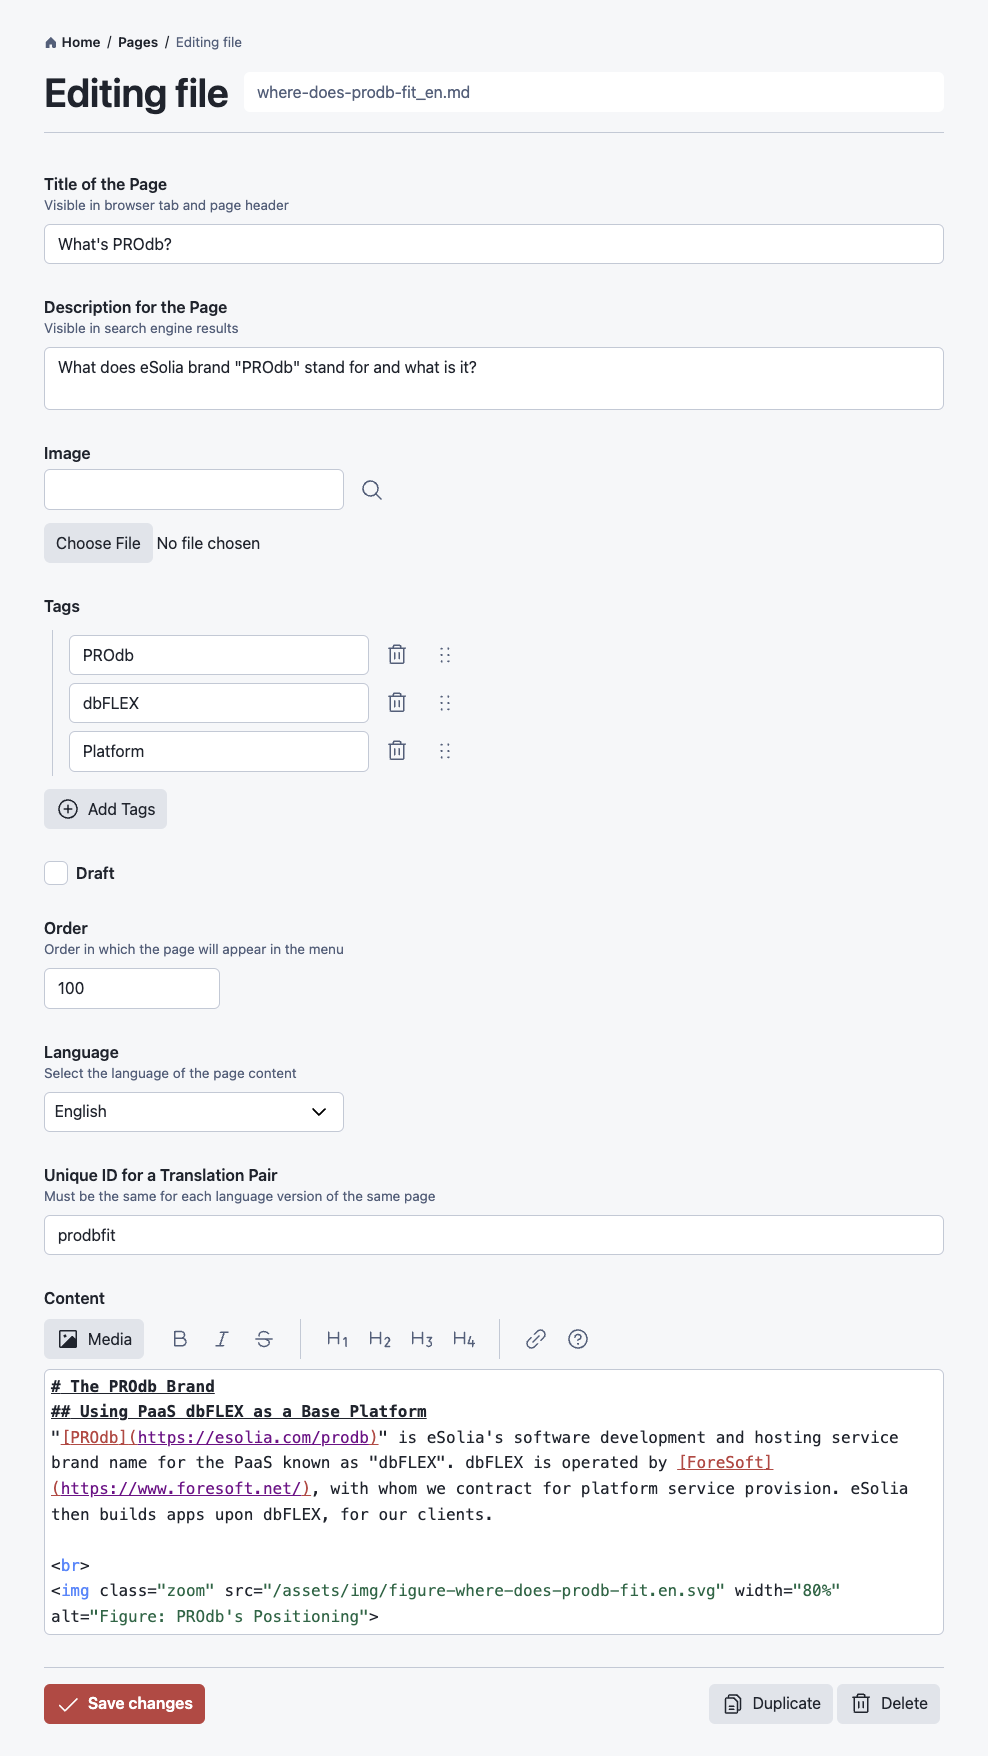 Home / Pages / Editing file
Editing file where-does-prodb-fit_en.md
Title of the Page
Visible in browser tab and page header
What's PROdb?
Description for the Page
Visible in search engine results
What does eSolia brand "PROdb" stand for and what is it?
Image
Choose File No file chosen
Tags
PROdb
dbFLEX
Platform
Add Tags
Draft
Order
Order in which the page will appear in the menu
100
Language
Select the language of the page content
English
Unique ID for a Translation Pair
Must be the same for each language version of the same page
prodbfit
Content
Media B I S H1 H2 H3 H4
# The PROdb Brand
## Using PaaS dbFLEX as a Base Platform
"[PROdb](https://esolia.com/prodb)" is eSolia's software development and hosting service
brand name for the PaaS known as "dbFLEX". dbFLEX is operated by [ForeSoft]
(https://www.foresoft.net/), with whom we contract for platform service provision. eSolia
then builds apps upon dbFLEX, for our clients.
<br>
<img class="zoom" src="/assets/img/figure-where-does-prodb-fit.en.svg" width="80%"
alt="Figure: PROdb's Positioning">
Save changes Duplicate Delete